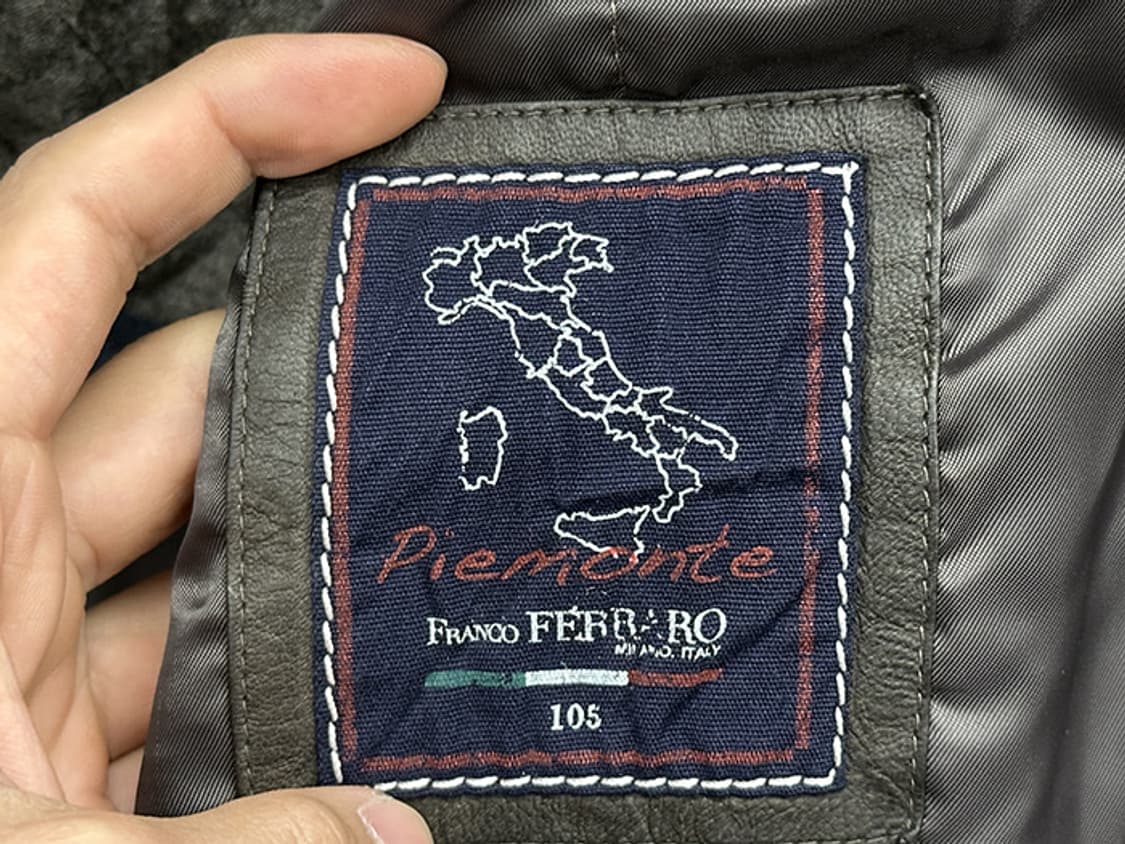 Piemonte
FRANCO FERRARO
MILANO. ITALY
105